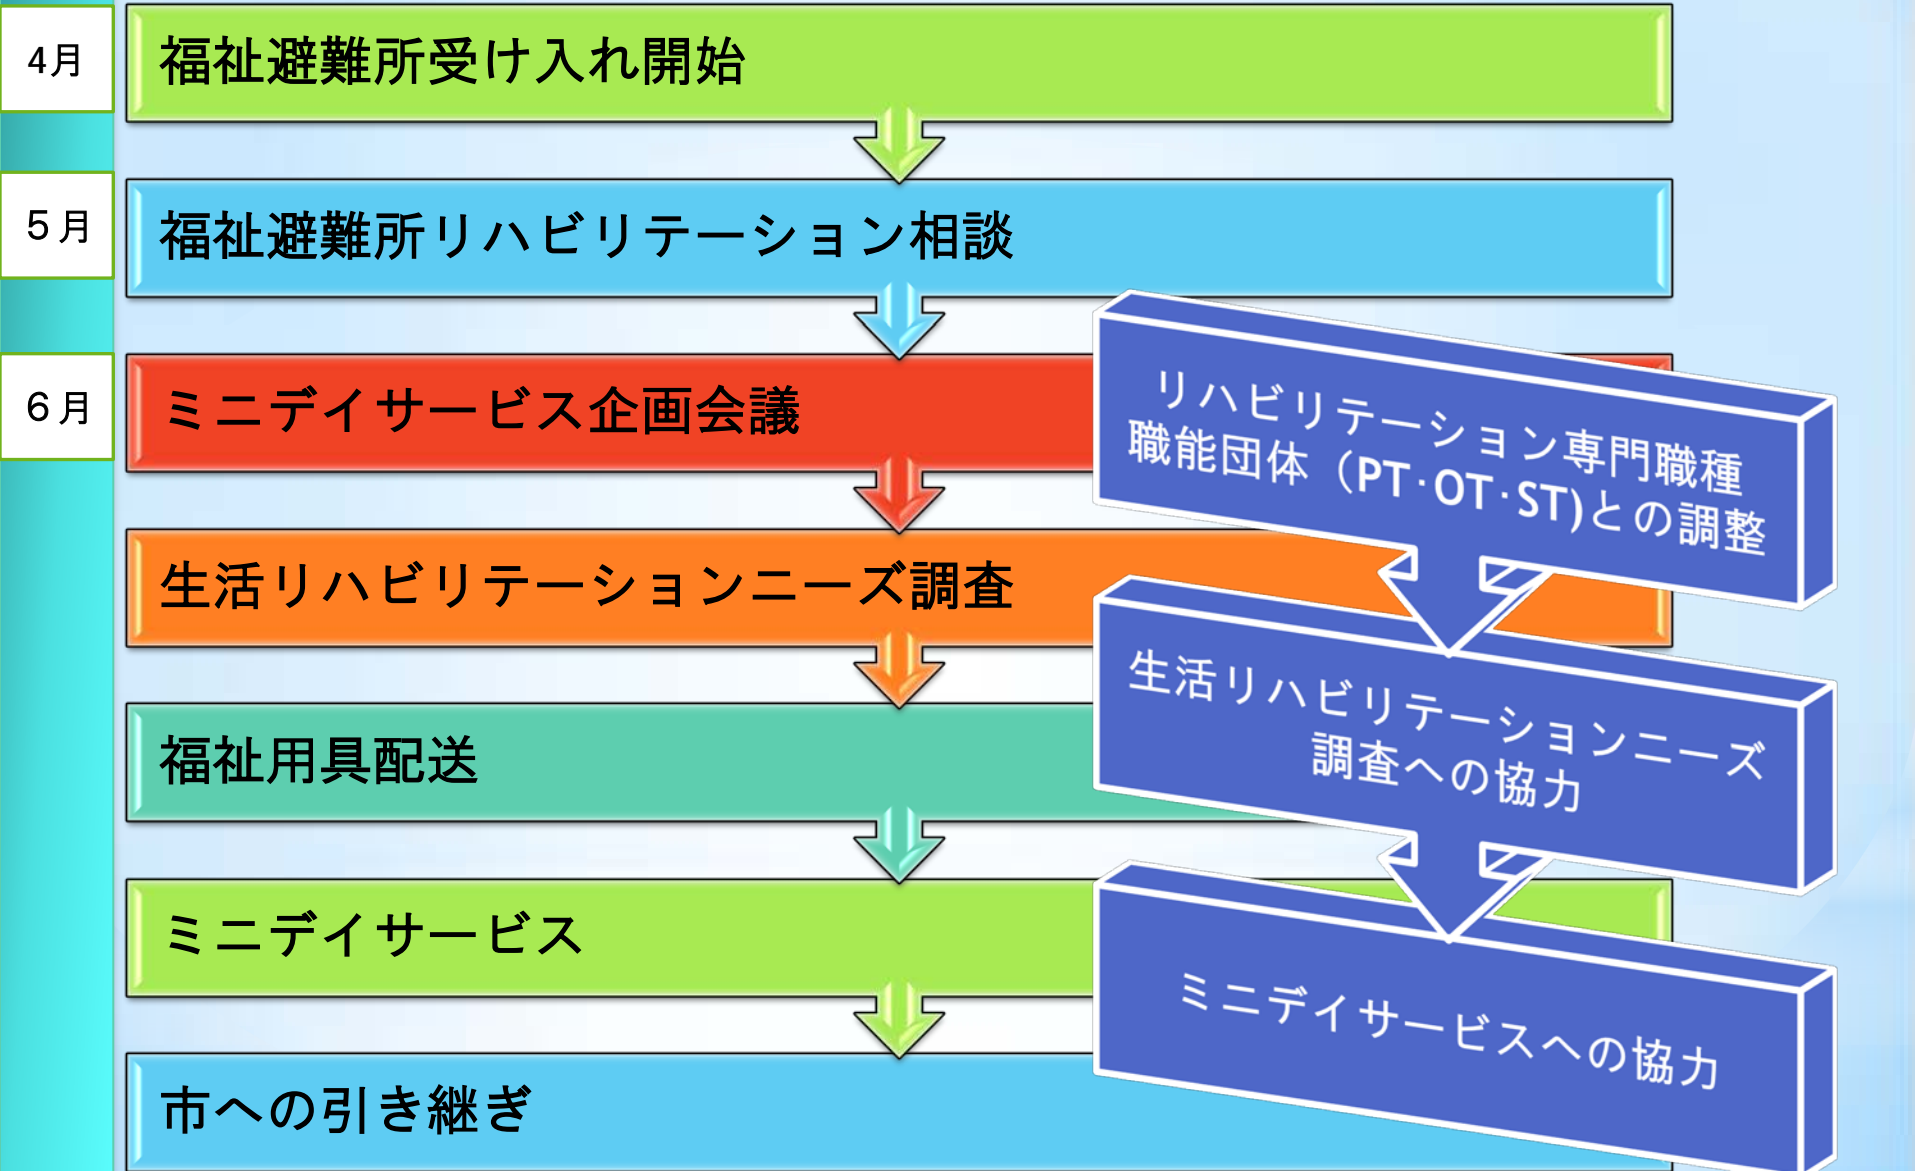 4月
福祉避難所受け入れ開始
５月
福祉避難所リハビリテーション相談
６月
ミニデイサービス企画会議
生活リハビリテーションニーズ調査
福祉用具配送
ミニデイサービス
市への引き継ぎ
リハビリテーション専門職種
職能団体（PT･OT･ST)との調整
生活リハビリテーションニーズ
調査への協力
ミニデイサービスへの協力